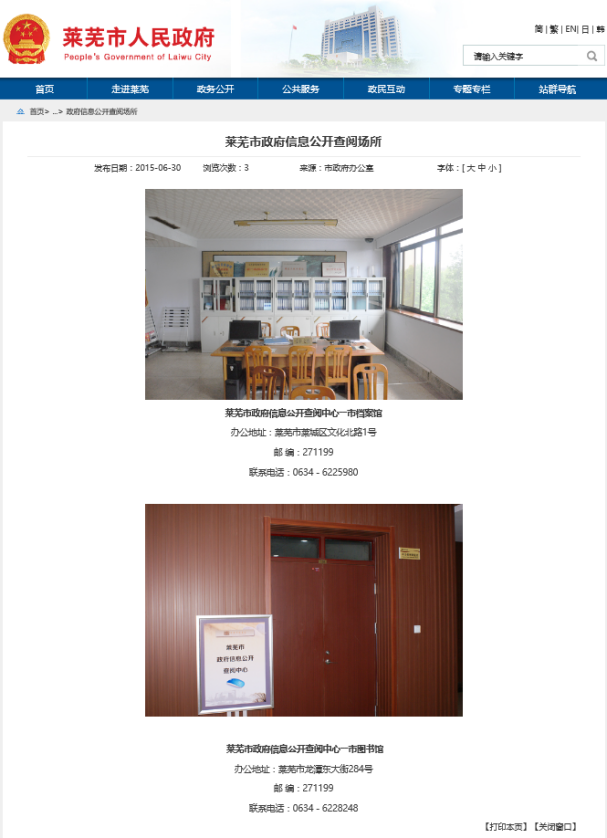 莱芜市人民政府
People's Government of Laiwu City
简 | 繁 | EN | 日 | 韩
请输入关键字
首页 走进莱芜 政务公开 公共服务 政民互动 专题专栏 站群导航
首页> ...> 政府信息公开查阅场所
莱芜市政府信息公开查阅场所
发布日期：2015-06-30 浏览次数：3 来源：市政府办公室 字体：[ 大 中 小 ]
莱芜市政府信息公开查阅中心—市档案馆
办公地址：莱芜市莱城区文化北路1号
邮 编：271199
联系电话：0634 - 6225980
莱芜市
政府信息公开
查阅中心
莱芜市政府信息公开查阅中心—市图书馆
办公地址：莱芜市龙潭东大街284号
邮 编：271199
联系电话：0634 - 6228248
【打印本页】【关闭窗口】